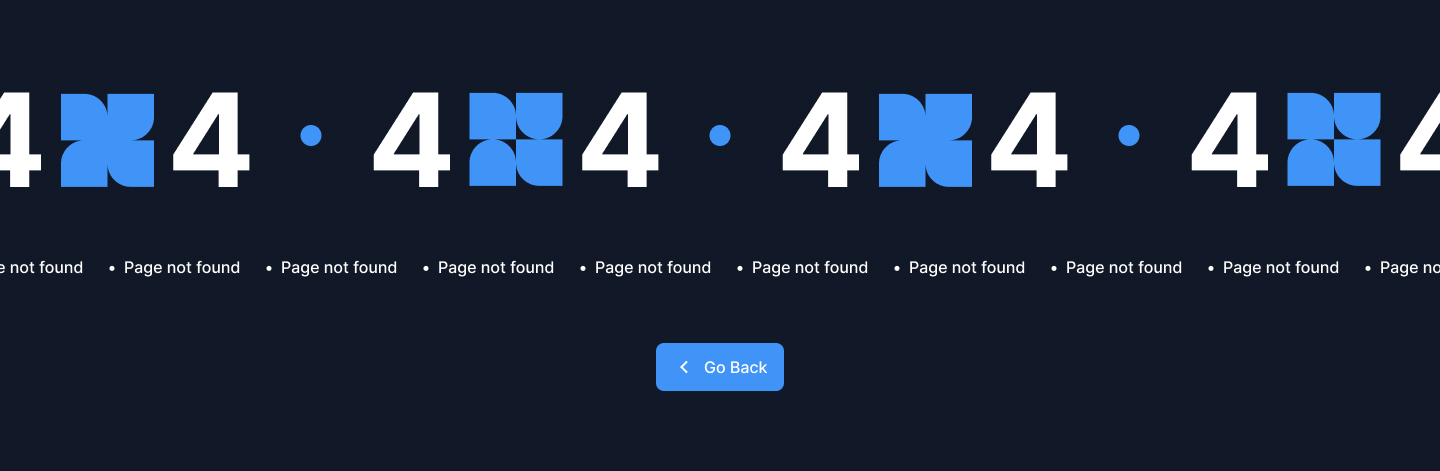 4 4 • 4 4 • 4 4 • 4 4
not found • Page not found • Page not found • Page not found • Page not found • Page not found • Page not found • Page not found • Page not found • Page
Go Back